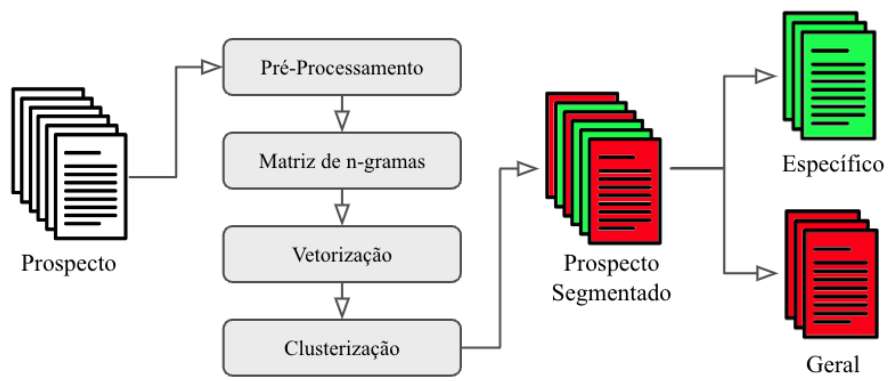 Prospecto
Pré-Processamento
Matriz de n-gramas
Vetorização
Clusterização
Prospecto
Segmentado
Específico
Geral